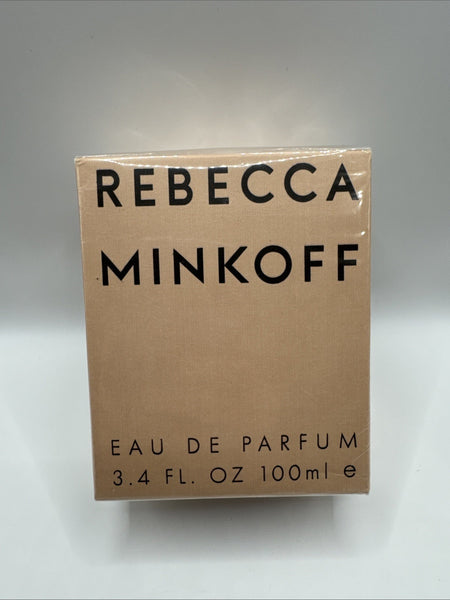 REBECCA
MINKOFF
EAU DE PARFUM
3.4 FL. OZ 100ml e